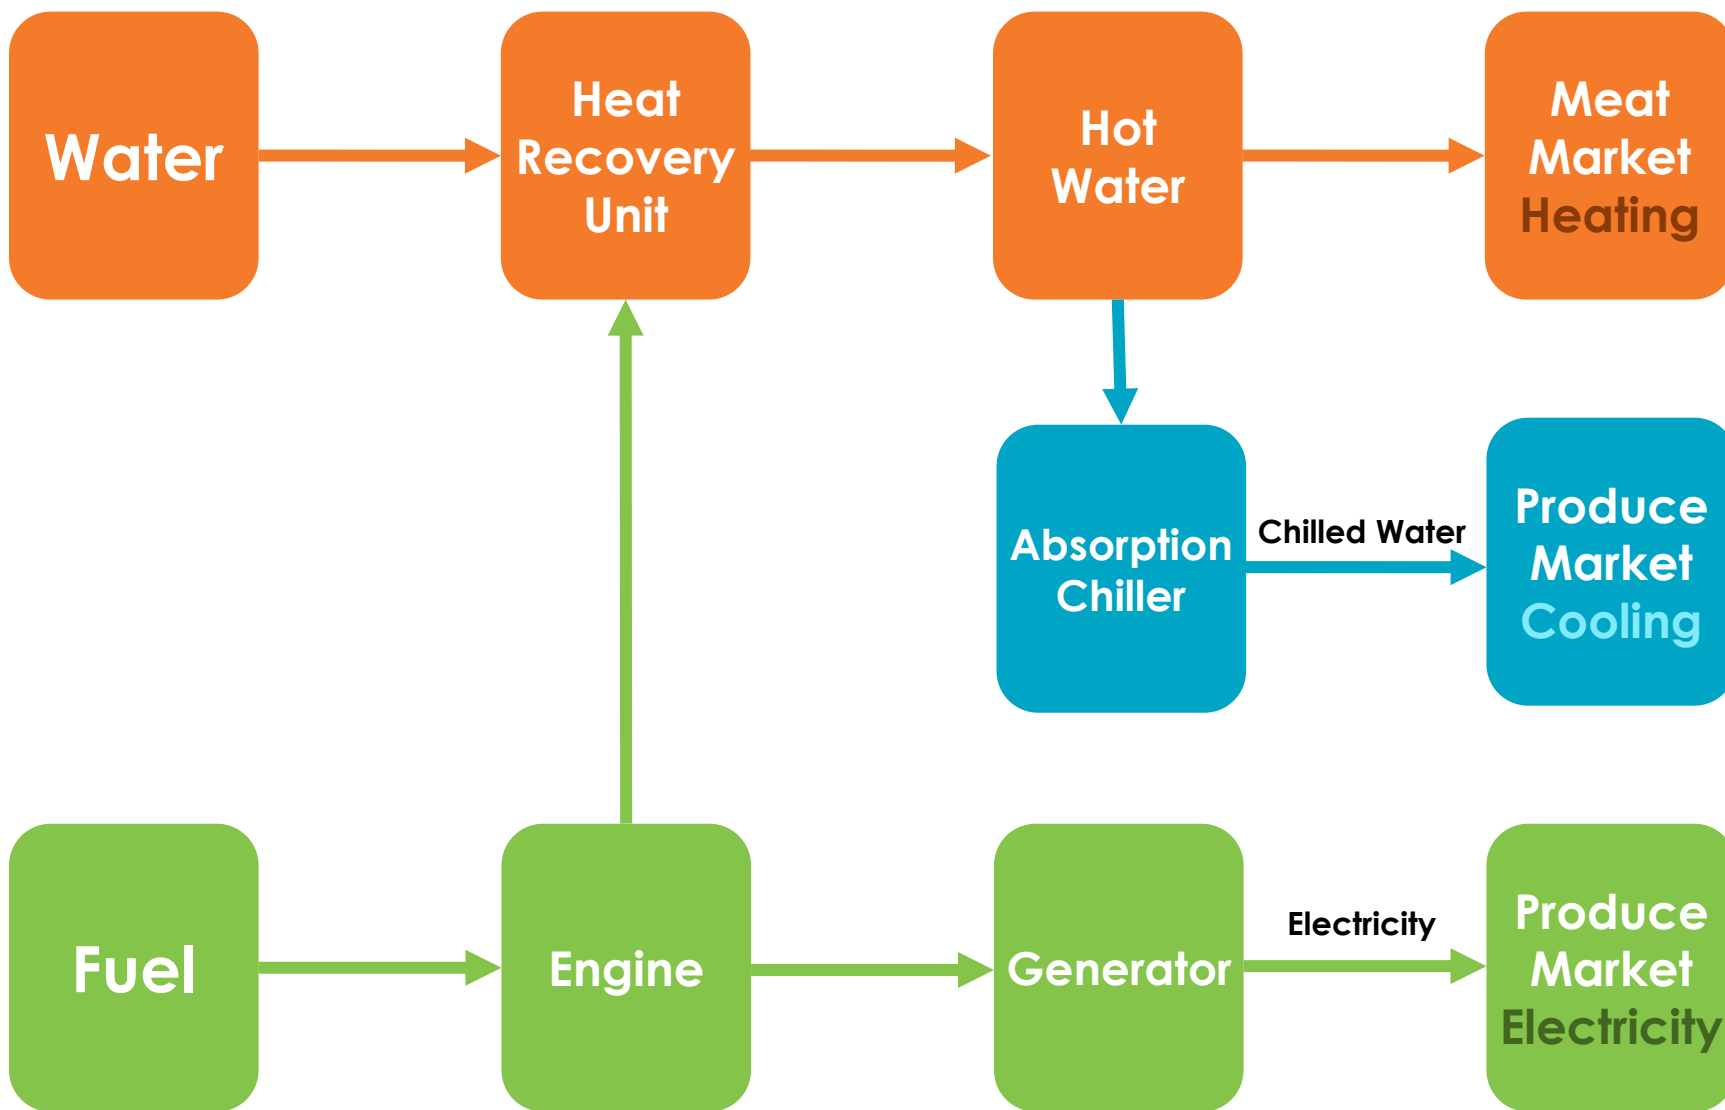 Water
Heat
Recovery
Unit
Hot
Water
Meat
Market
Heating
Absorption
Chiller
Chilled Water
Produce
Market
Cooling
Fuel
Engine
Generator
Electricity
Produce
Market
Electricity